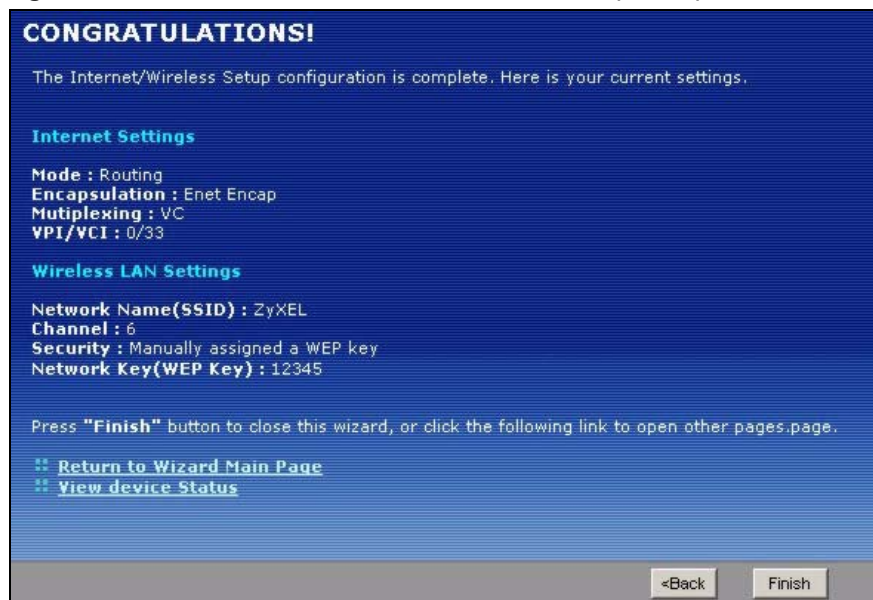 CONGRATULATIONS!
The Internet/Wireless Setup configuration is complete. Here is your current settings.
Internet Settings
Mode : Routing
Encapsulation : Enet Encap
Mutiplexing : VC
VPI/VCI : 0/33
Wireless LAN Settings
Network Name(SSID) : ZyXEL
Channel : 6
Security : Manually assigned a WEP key
Network Key(WEP Key) : 12345
Press "Finish" button to close this wizard, or click the following link to open other pages.page.
Return to Wizard Main Page
View device Status
<Back Finish